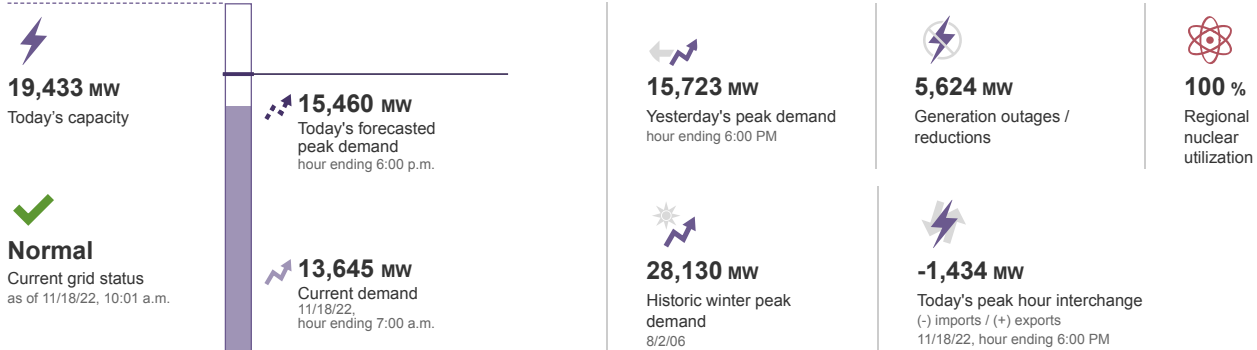 19,433 MW
Today's capacity
Normal
Current grid status
as of 11/18/22, 10:01 a.m.
15,460 MW
Today's forecasted
peak demand
hour ending 6:00 p.m.
13,645 MW
Current demand
11/18/22,
hour ending 7:00 a.m.
15,723 MW
Yesterday's peak demand
hour ending 6:00 PM
5,624 MW
Generation outages /
reductions
100 %
Regional
nuclear
utilization
28,130 MW
Historic winter peak
demand
8/2/06
-1,434 MW
Today's peak hour interchange
(-) imports / (+) exports
11/18/22, hour ending 6:00 PM